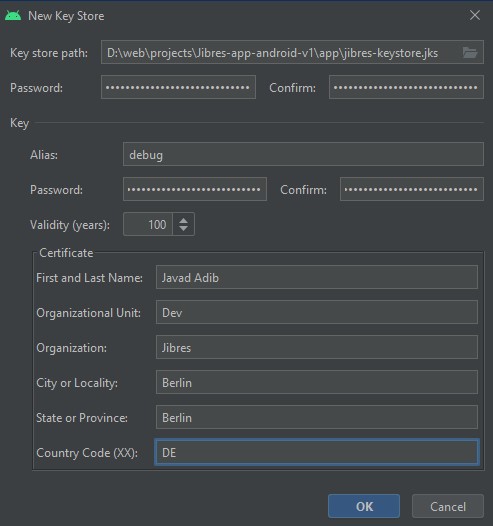 New Key Store
Key store path: D:\web\projects\Jibres-app-android-v1\app\jibres-keystore.jks
Password: •••••••••••••••••••••••••••••• Confirm: ••••••••••••••••••••••••••••••
Key
Alias: debug
Password: •••••••••••••••••••••••••••• Confirm: ••••••••••••••••••••••••••••
Validity (years): 100
Certificate
First and Last Name: Javad Adib
Organizational Unit: Dev
Organization: Jibres
City or Locality: Berlin
State or Province: Berlin
Country Code (XX): DE
OK Cancel